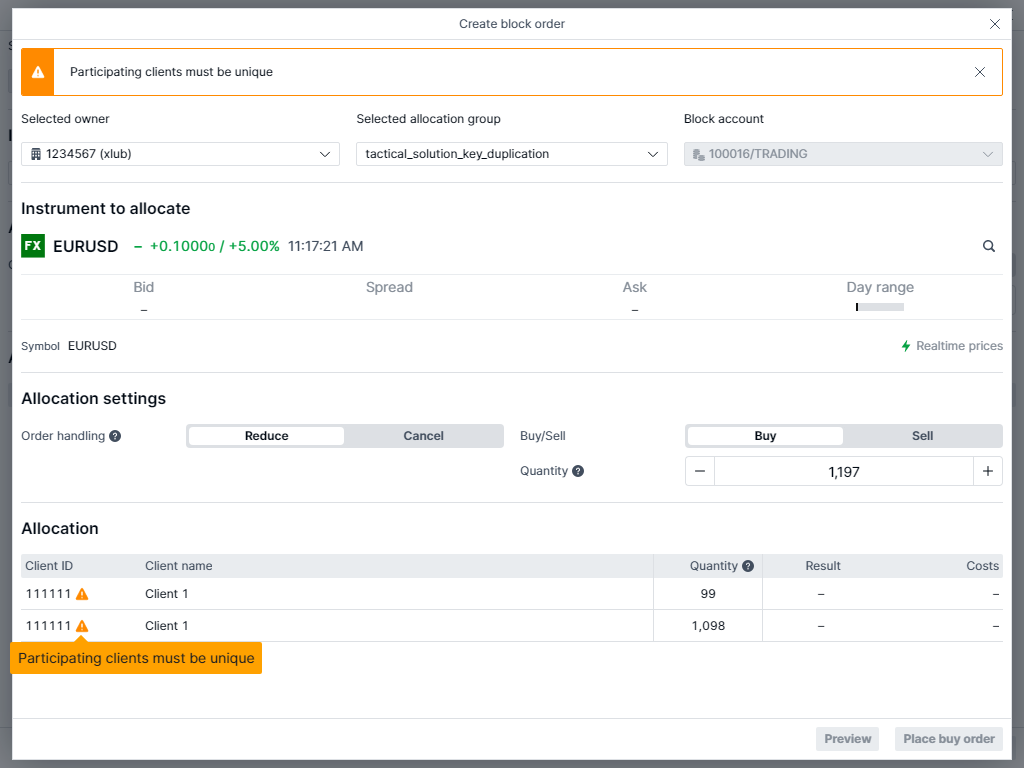 Create block order
Participating clients must be unique
Selected owner Selected allocation group Block account
1234567 (xlub) tactical_solution_key_duplication 100016/TRADING
Instrument to allocate
FX EURUSD – +0.10000 / +5.00% 11:17:21 AM
Bid Spread Ask Day range
– –
Symbol EURUSD Realtime prices
Allocation settings
Order handling ? Reduce Cancel Buy/Sell Buy Sell
Quantity ? − 1,197 +
Allocation
Client ID Client name Quantity ? Result Costs
111111 Client 1 99 – –
111111 Client 1 1,098 – –
Participating clients must be unique
Preview Place buy order